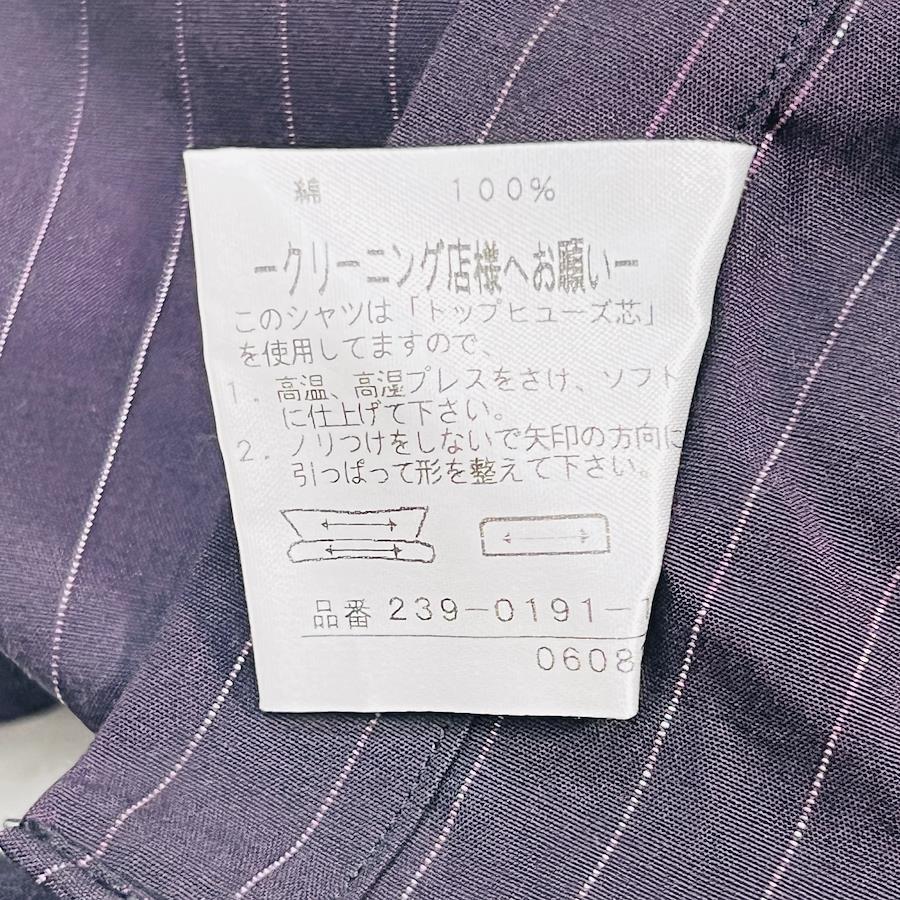 綿 100%
ークリーニング店様へお願いー
このシャツは「トップヒューズ芯」
を使用してますので、
1. 高温、高湿プレスをさけ、ソフト
に仕上げて下さい。
2. ノリつけをしないで矢印の方向に
引っぱって形を整えて下さい。
品番 239-0191-1
0608